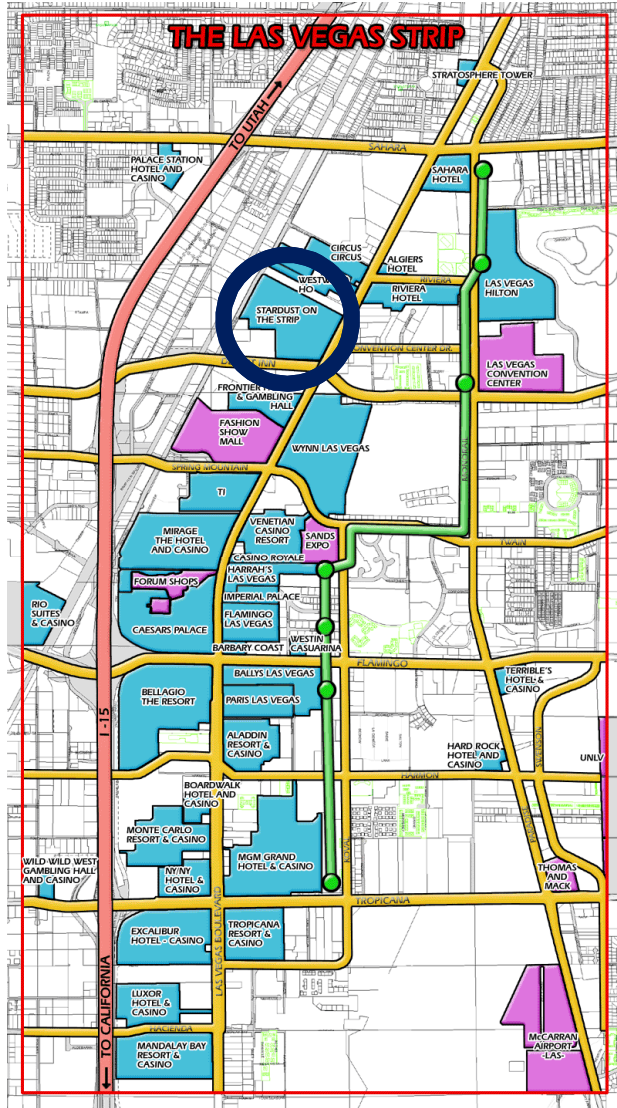 THE LAS VEGAS STRIP
STRATOSPHERE TOWER
TO UTAH
SAHARA
PALACE STATION
HOTEL AND
CASINO
SAHARA
HOTEL
CIRCUS
CIRCUS
ALGIERS
HOTEL
RIVIERA
RIVIERA
HOTEL
LAS VEGAS
HILTON
HO
STARDUST ON
THE STRIP
CONVENTION CENTER DR.
LAS VEGAS
CONVENTION
CENTER
INN
FRONTIER
& GAMBLING
HALL
FASHION
SHOW
MALL
WYNN LAS VEGAS
SPRING MOUNTAIN
TI
VENETIAN
CASINO
RESORT
SANDS
EXPO
TWAIN
MIRAGE
THE HOTEL
AND CASINO
CASINO ROYALE
HARRAH'S
LAS VEGAS
FORUM SHOPS
IMPERIAL PALACE
RIO
SUITES
& CASINO
FLAMINGO
LAS VEGAS
CAESARS PALACE
WESTIN
CASUARINA
BARBARY COAST
FLAMINGO
BALLYS LAS VEGAS
TERRIBLE'S
HOTEL &
CASINO
BELLAGIO
THE RESORT
PARIS LAS VEGAS
I-15
ALADDIN
RESORT &
CASINO
SWENSON
HARD ROCK
HOTEL AND
CASINO
UNLV
HARMON
BOARDWALK
HOTEL AND
CASINO
MONTE CARLO
RESORT & CASINO
KOVAL
WILD WILD WEST
GAMBLING HALL
AND CASINO
MGM GRAND
HOTEL & CASINO
NY/NY
HOTEL &
CASINO
THOMAS
AND
MACK
TROPICANA
LAS VEGAS BOULEVARD
EXCALIBUR
HOTEL - CASINO
TROPICANA
RESORT &
CASINO
TO CALIFORNIA
LUXOR
HOTEL &
CASINO
HACIENDA
MANDALAY BAY
RESORT &
CASINO
McCARRAN
AIRPORT
-LAS-